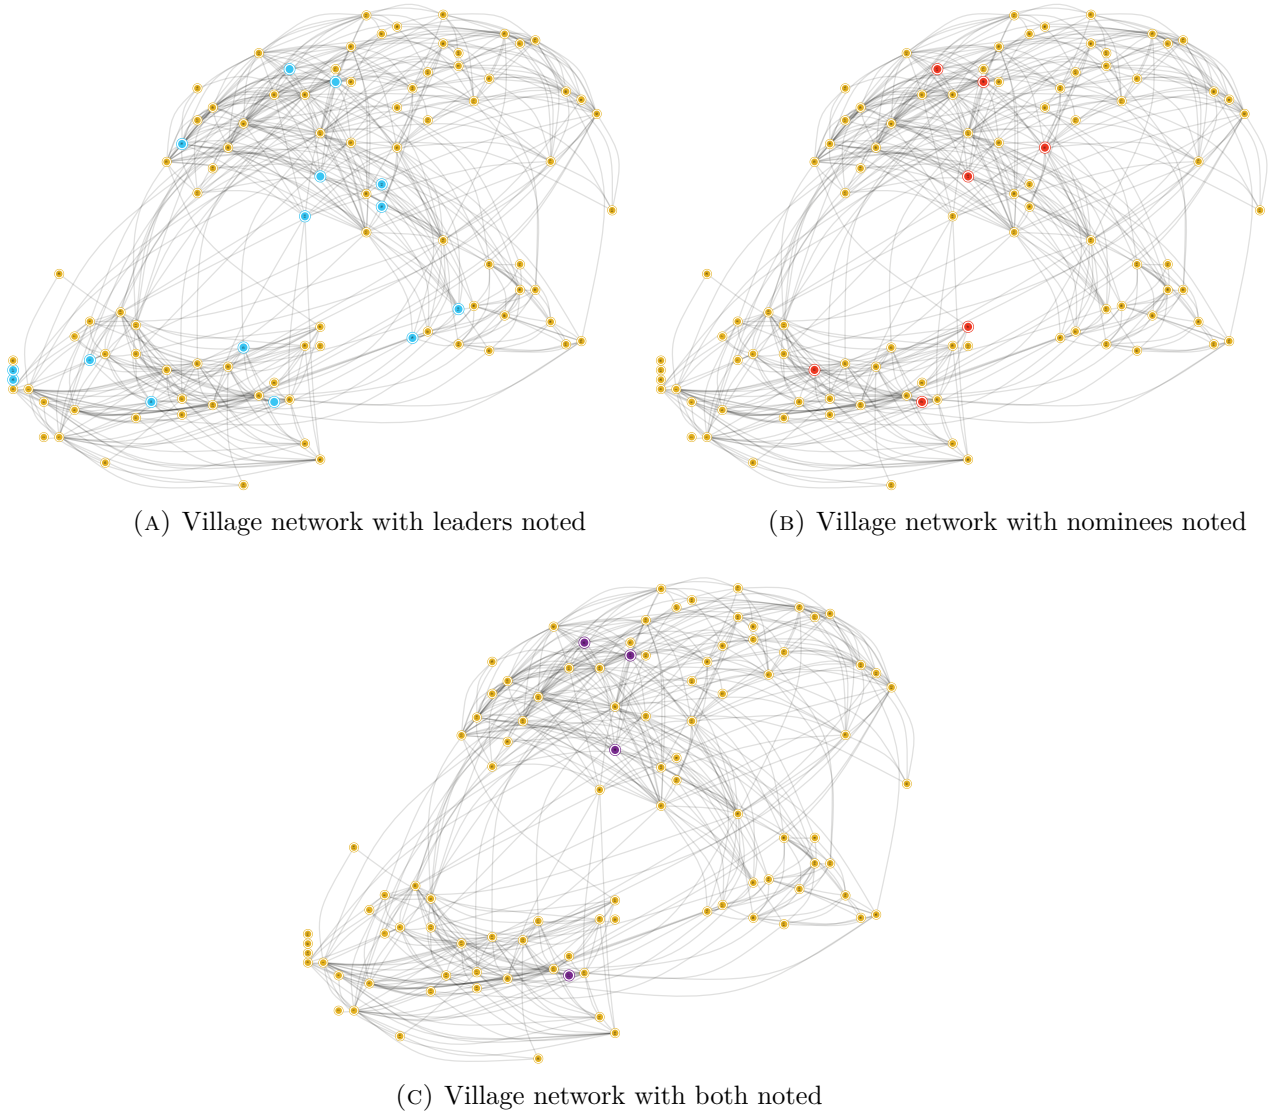 (A) Village network with leaders noted
(B) Village network with nominees noted
(C) Village network with both noted